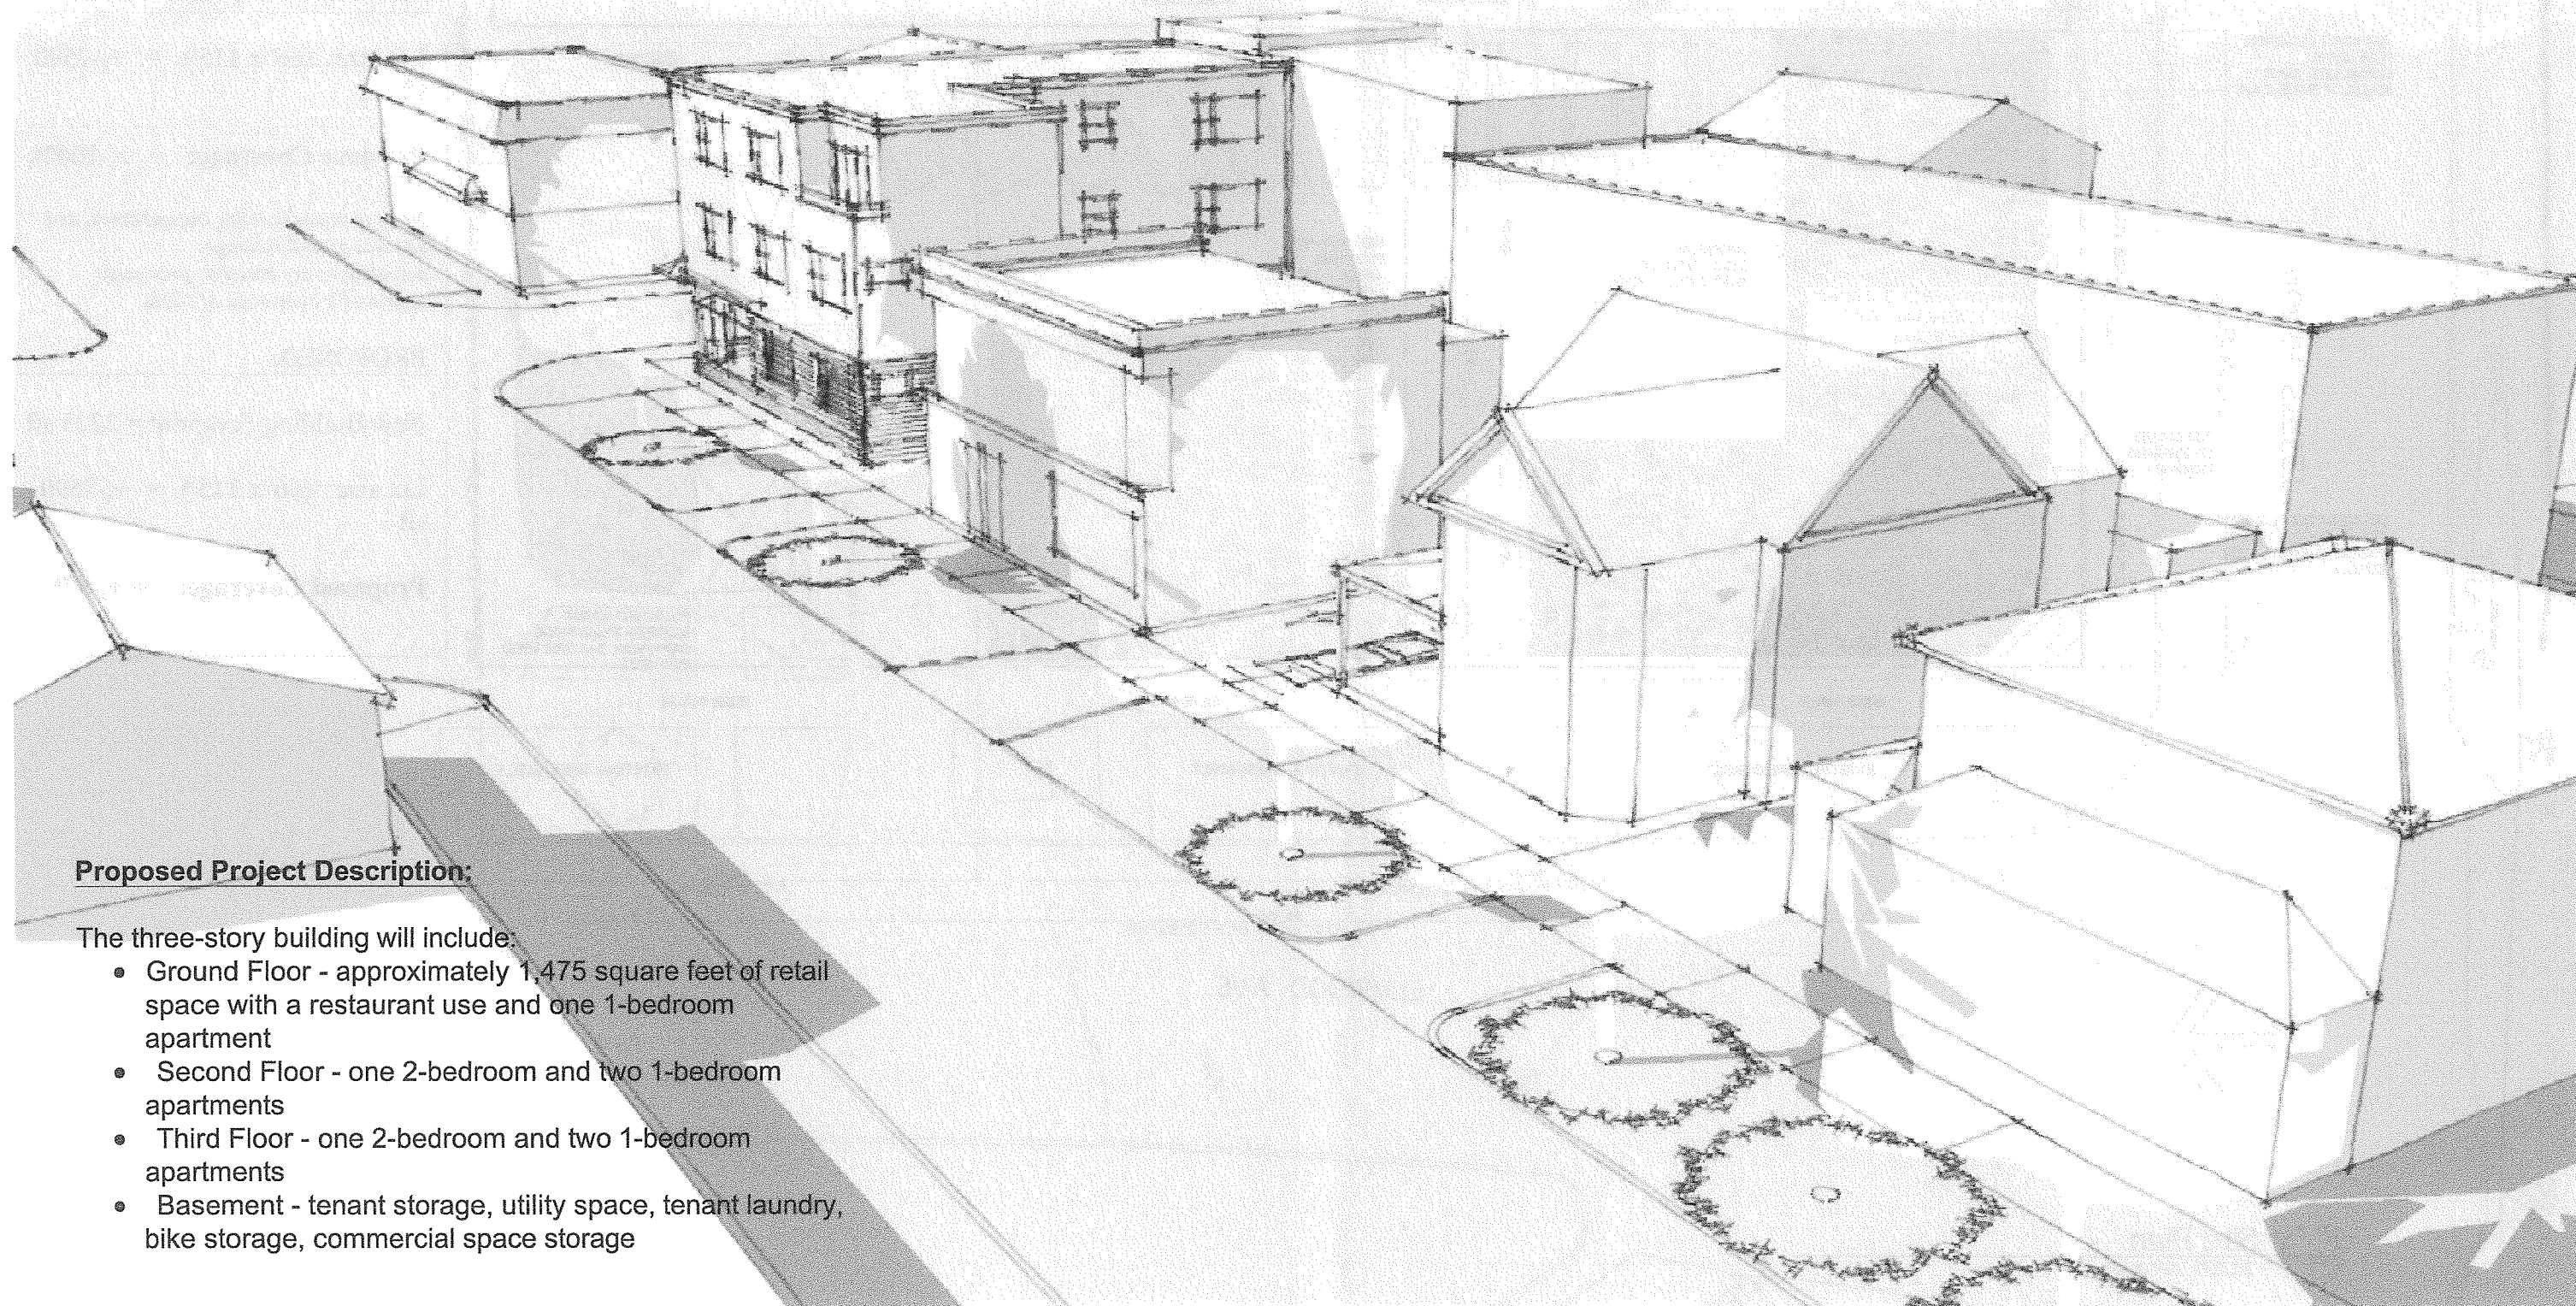 Proposed Project Description:
The three-story building will include:
• Ground Floor - approximately 1,475 square feet of retail
space with a restaurant use and one 1-bedroom
apartment
• Second Floor - one 2-bedroom and two 1-bedroom
apartments
• Third Floor - one 2-bedroom and two 1-bedroom
apartments
• Basement - tenant storage, utility space, tenant laundry,
bike storage, commercial space storage